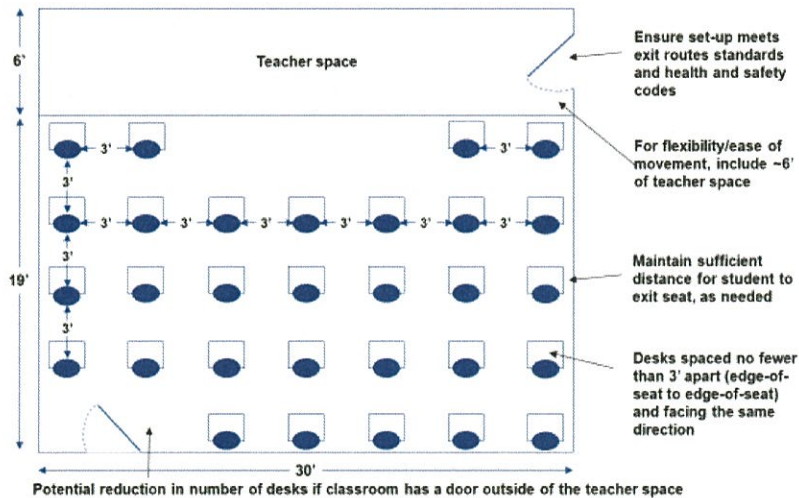 6'
Teacher space
Ensure set-up meets
exit routes standards
and health and safety
codes
For flexibility/ease of
movement, include ~6'
of teacher space
3'
3'
3'
3' 3' 3' 3' 3' 3'
3'
19'
Maintain sufficient
distance for student to
exit seat, as needed
3'
Desks spaced no fewer
than 3' apart (edge-of-
seat to edge-of-seat)
and facing the same
direction
30'
Potential reduction in number of desks if classroom has a door outside of the teacher space